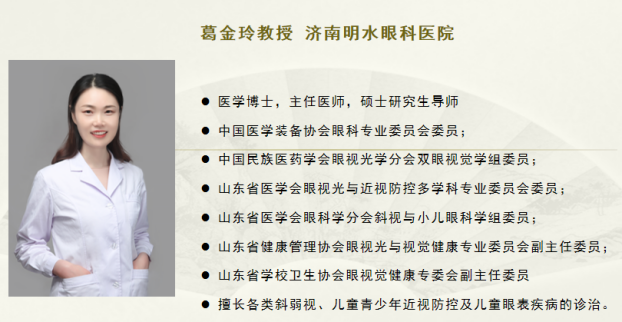 葛金玲教授 济南明水眼科医院
● 医学博士，主任医师，硕士研究生导师
● 中国医学装备协会眼科专业委员会委员；
● 中国民族医药学会眼视光学分会双眼视觉学组委员；
● 山东省医学会眼视光与近视防控多学科专业委员会委员；
● 山东省医学会眼科学分会斜视与小儿眼科学组委员；
● 山东省健康管理协会眼视光与视觉健康专业委员会副主任委员；
● 山东省学校卫生协会眼视觉健康专委会副主任委员
● 擅长各类斜弱视、儿童青少年近视防控及儿童眼表疾病的诊治。